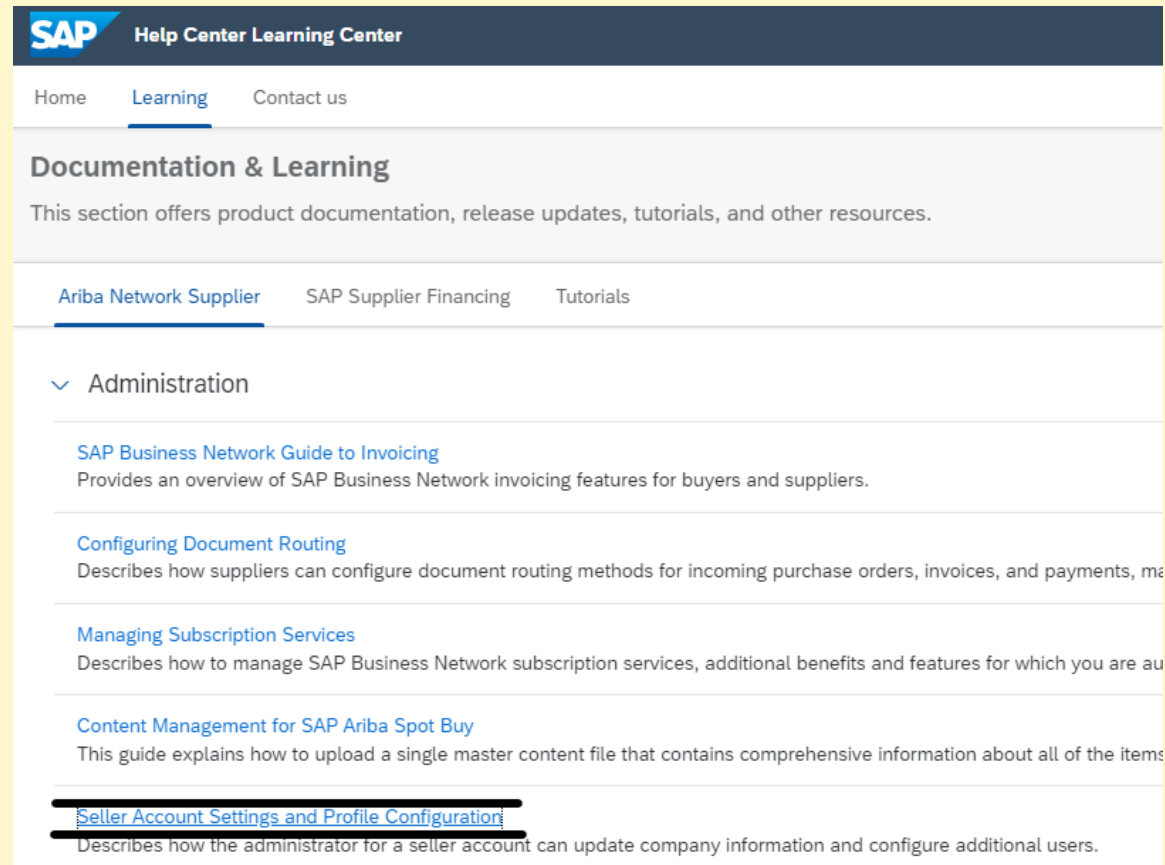 SAP Help Center Learning Center
Home Learning Contact us
Documentation & Learning
This section offers product documentation, release updates, tutorials, and other resources.
Ariba Network Supplier SAP Supplier Financing Tutorials
Administration
SAP Business Network Guide to Invoicing
Provides an overview of SAP Business Network invoicing features for buyers and suppliers.
Configuring Document Routing
Describes how suppliers can configure document routing methods for incoming purchase orders, invoices, and payments, ma
Managing Subscription Services
Describes how to manage SAP Business Network subscription services, additional benefits and features for which you are au
Content Management for SAP Ariba Spot Buy
This guide explains how to upload a single master content file that contains comprehensive information about all of the items
Seller Account Settings and Profile Configuration
Describes how the administrator for a seller account can update company information and configure additional users.